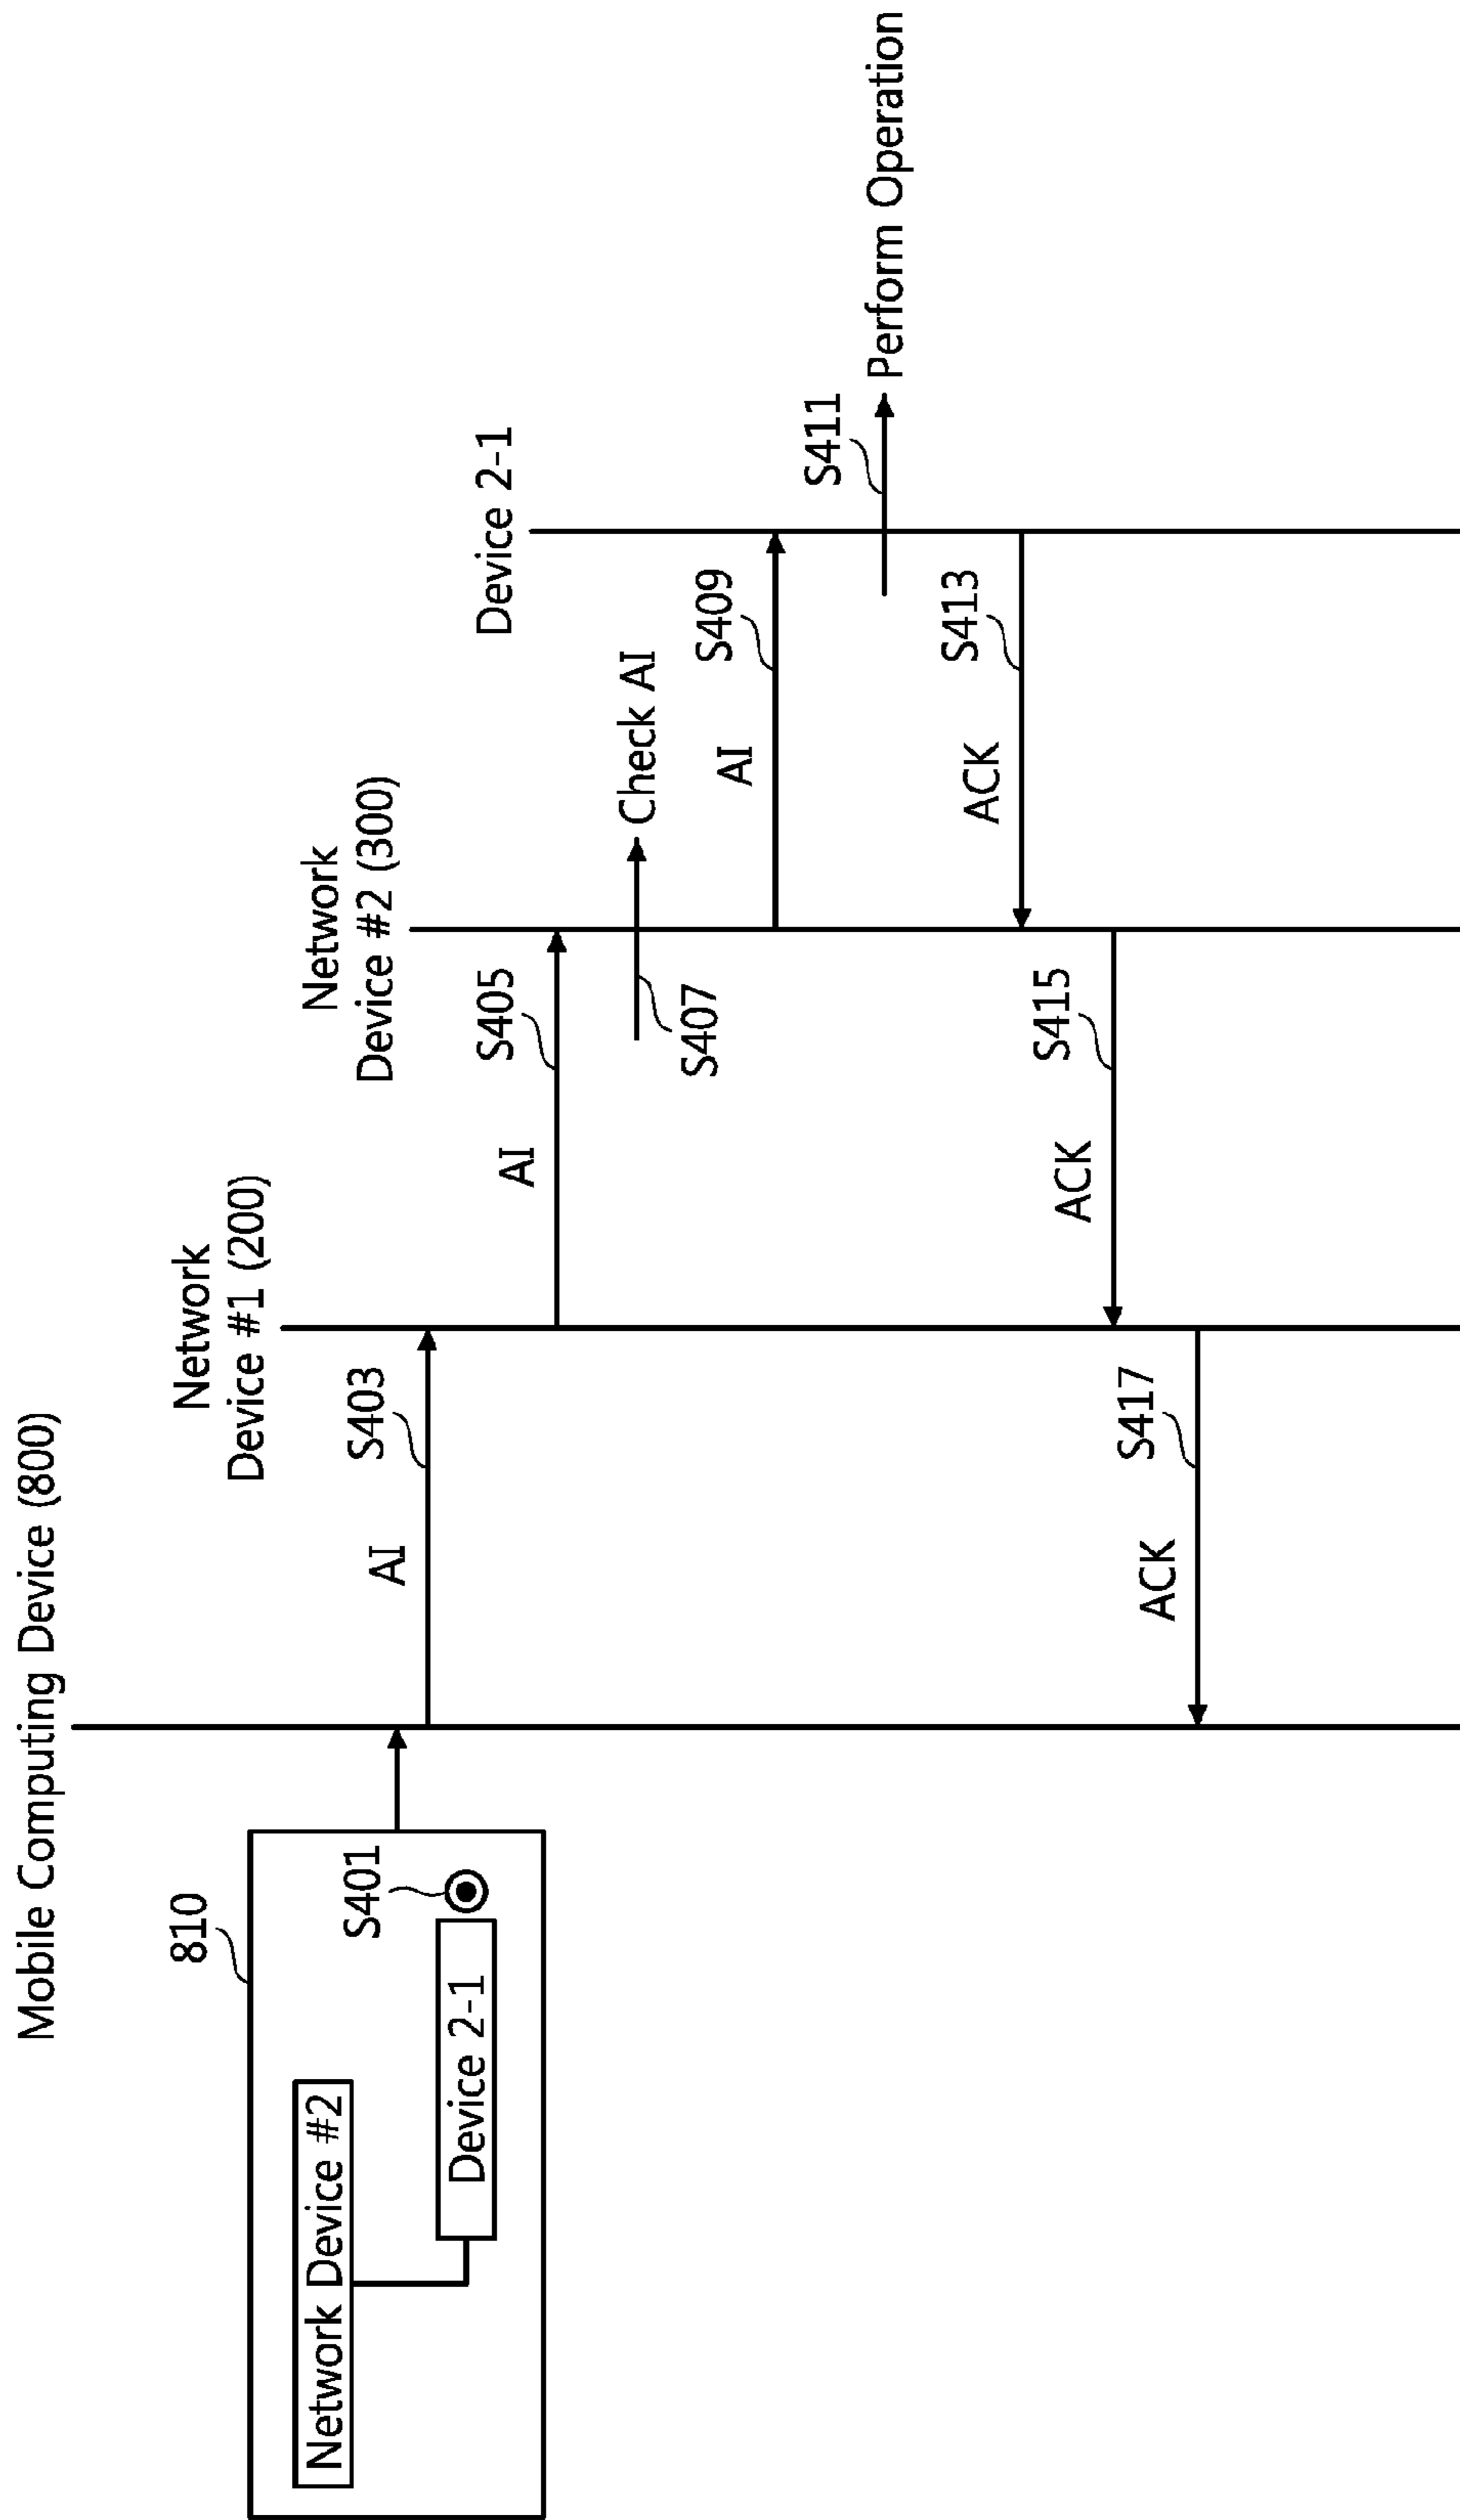 Mobile Computing Device (800)
810
Network Device #2
Device 2-1
S401
Network
Device #1 (200)
Network
Device #2 (300)
Device 2-1
AI
S403
AI
S405
S407
Check AI
AI
S409
S411
Perform Operation
ACK
S413
ACK
S415
ACK
S417